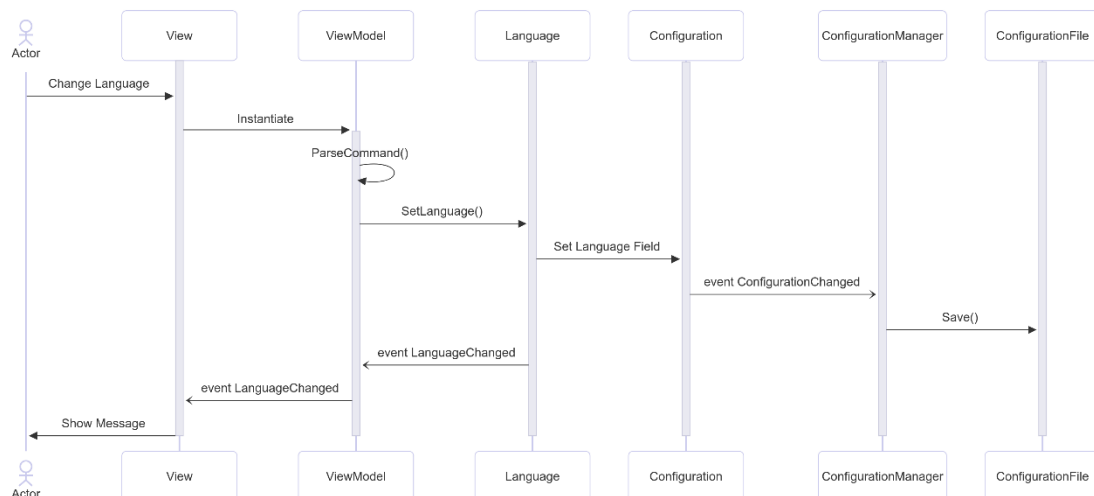 Actor
View
ViewModel
Language
Configuration
ConfigurationManager
ConfigurationFile
Change Language
Instantiate
ParseCommand()
SetLanguage()
Set Language Field
event ConfigurationChanged
Save()
event LanguageChanged
event LanguageChanged
Show Message
Actor
View
ViewModel
Language
Configuration
ConfigurationManager
ConfigurationFile